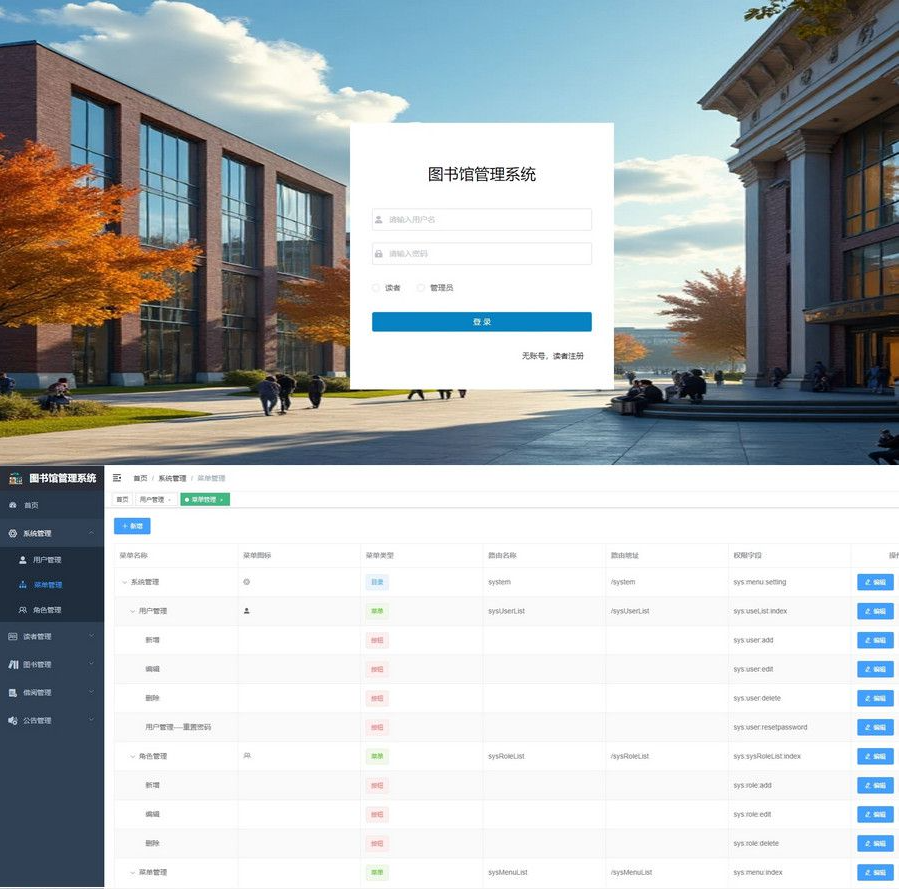 图书馆管理系统
请输入用户名
请输入密码
读者 管理员
登 录
无账号，读者注册
图书馆管理系统
首页 / 系统管理 / 菜单管理
首页 用户管理 × 菜单管理 ×
+ 新增
首页
系统管理
用户管理
菜单管理
角色管理
读者管理
图书管理
借阅管理
公告管理
菜单名称 菜单图标 菜单类型 路由名称 路由地址 权限字段
系统管理 目录 system /system sys:menu:setting 编辑
用户管理 菜单 sysUserList /sysUserList sys:useList:index 编辑
新增 按钮 sys:user:add 编辑
编辑 按钮 sys:user:edit 编辑
删除 按钮 sys:user:delete 编辑
用户管理----重置密码 按钮 sys:user:resetpassword 编辑
角色管理 菜单 sysRoleList /sysRoleList sys:sysRoleList:index 编辑
新增 按钮 sys:role:add 编辑
编辑 按钮 sys:role:edit 编辑
删除 按钮 sys:role:delete 编辑
菜单管理 菜单 sysMenuList /sysMenuList sys:menu:index 编辑